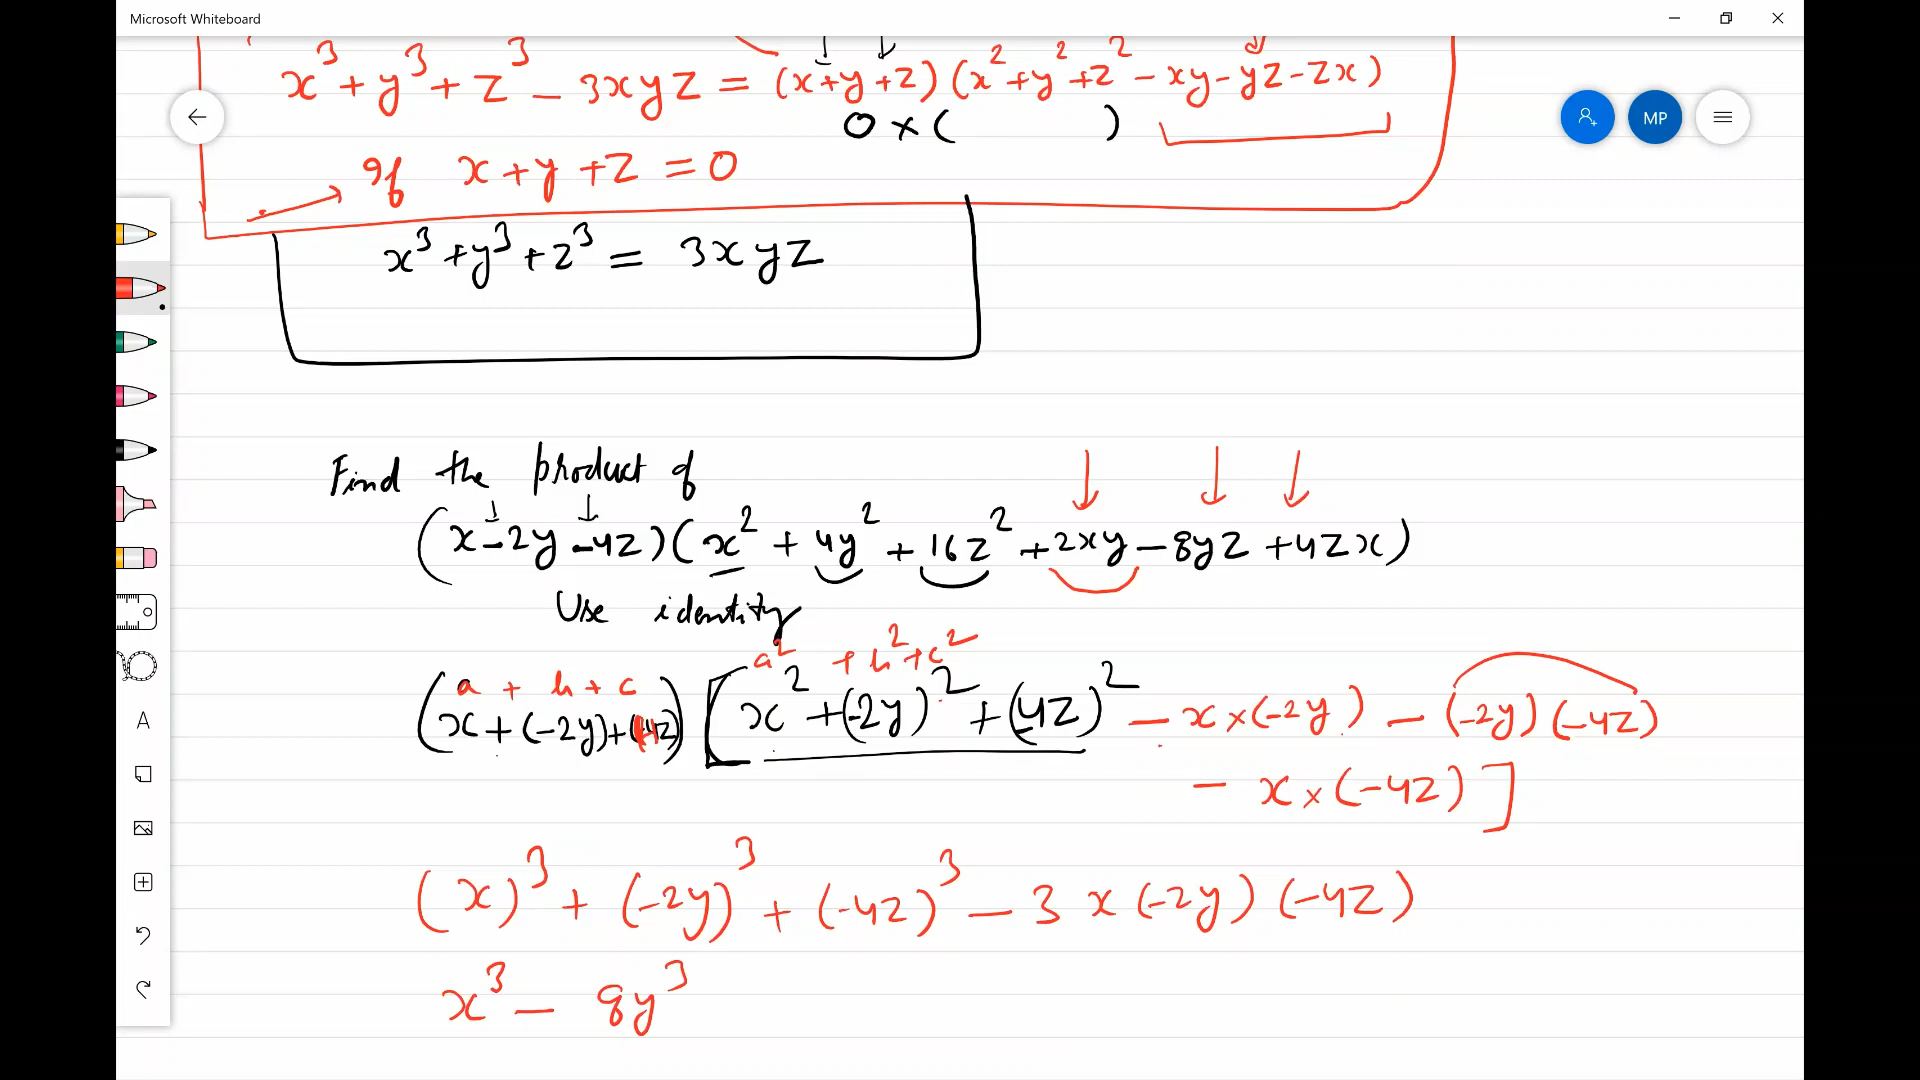 Microsoft Whiteboard
x³ + y³ + z³ - 3xyz = (x+y+z) (x²+y²+z² - xy - yz - zx)
0 × (          )
If x + y + z = 0
x³ + y³ + z³ = 3xyz
MP
Find the product of
(x - 2y - 4z) (x² + 4y² + 16z² + 2xy - 8yz + 4zx)
Use identity
a + b + c   a² + b² + c²
(x + (-2y) + (-4z)) [x² + (-2y)² + (-4z)² - x × (-2y) - (-2y) (-4z)
- x × (-4z) ]
(x)³ + (-2y)³ + (-4z)³ - 3 x (-2y) (-4z)
x³ - 8y³
A